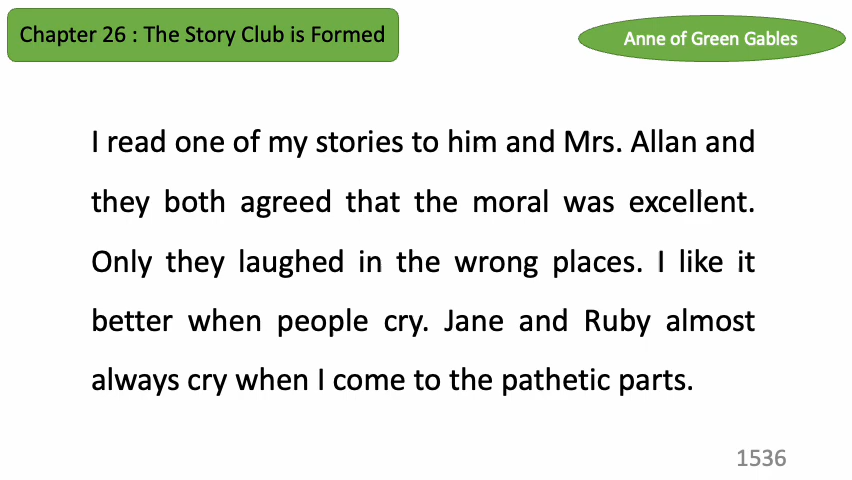 Chapter 26 : The Story Club is Formed
Anne of Green Gables
I read one of my stories to him and Mrs. Allan and
they both agreed that the moral was excellent.
Only they laughed in the wrong places. I like it
better when people cry. Jane and Ruby almost
always cry when I come to the pathetic parts.
1536